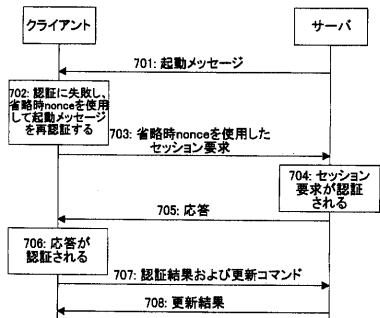 クライアント
サーバ
701: 起動メッセージ
702: 認証に失敗し、
省略時nonceを使用
して起動メッセージ
を再認証する
703: 省略時nonceを使用した
セッション要求
704: セッション
要求が認証
される
705: 応答
706: 応答が
認証される
707: 認証結果および更新コマンド
708: 更新結果